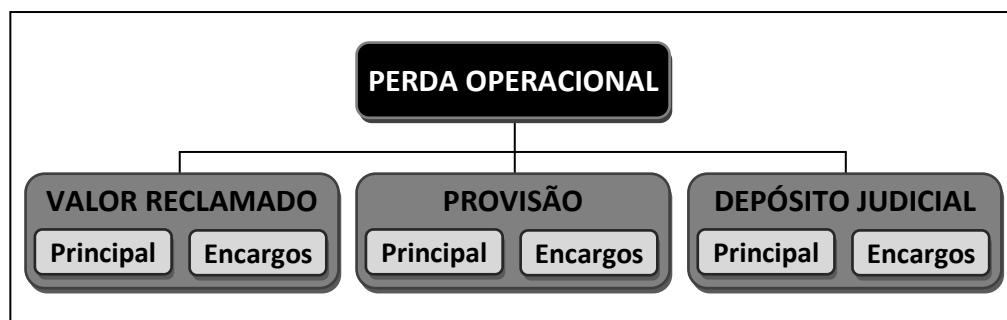 PERDA OPERACIONAL
VALOR RECLAMADO
Principal Encargos
PROVISÃO
Principal Encargos
DEPÓSITO JUDICIAL
Principal Encargos